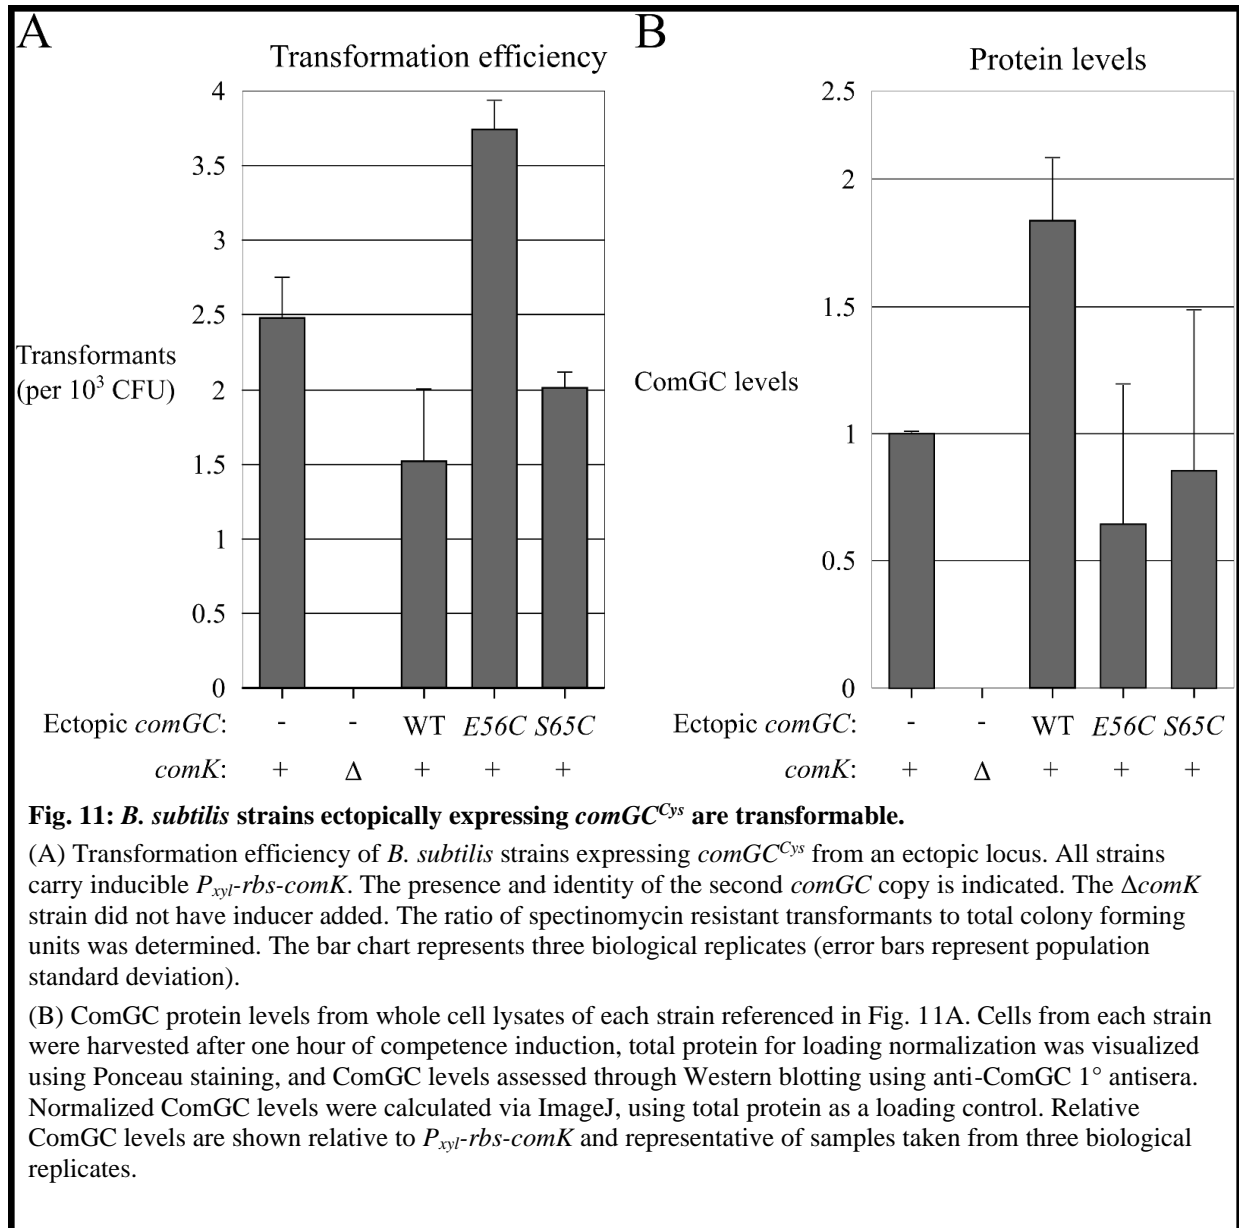 A
Transformation efficiency
4
3.5
3
2.5
2
1.5
1
0.5
0
Transformants
(per 10³ CFU)
Ectopic comGC: - - WT E56C S65C
comK: + Δ + + +
B
Protein levels
2.5
2
1.5
1
0.5
0
ComGC levels
Ectopic comGC: - - WT E56C S65C
comK: + Δ + + +
Fig. 11: B. subtilis strains ectopically expressing comGC^Cys are transformable.
(A) Transformation efficiency of B. subtilis strains expressing comGC^Cys from an ectopic locus. All strains
carry inducible P_xyl-rbs-comK. The presence and identity of the second comGC copy is indicated. The ΔcomK
strain did not have inducer added. The ratio of spectinomycin resistant transformants to total colony forming
units was determined. The bar chart represents three biological replicates (error bars represent population
standard deviation).
(B) ComGC protein levels from whole cell lysates of each strain referenced in Fig. 11A. Cells from each strain
were harvested after one hour of competence induction, total protein for loading normalization was visualized
using Ponceau staining, and ComGC levels assessed through Western blotting using anti-ComGC 1° antisera.
Normalized ComGC levels were calculated via ImageJ, using total protein as a loading control. Relative
ComGC levels are shown relative to P_xyl-rbs-comK and representative of samples taken from three biological
replicates.